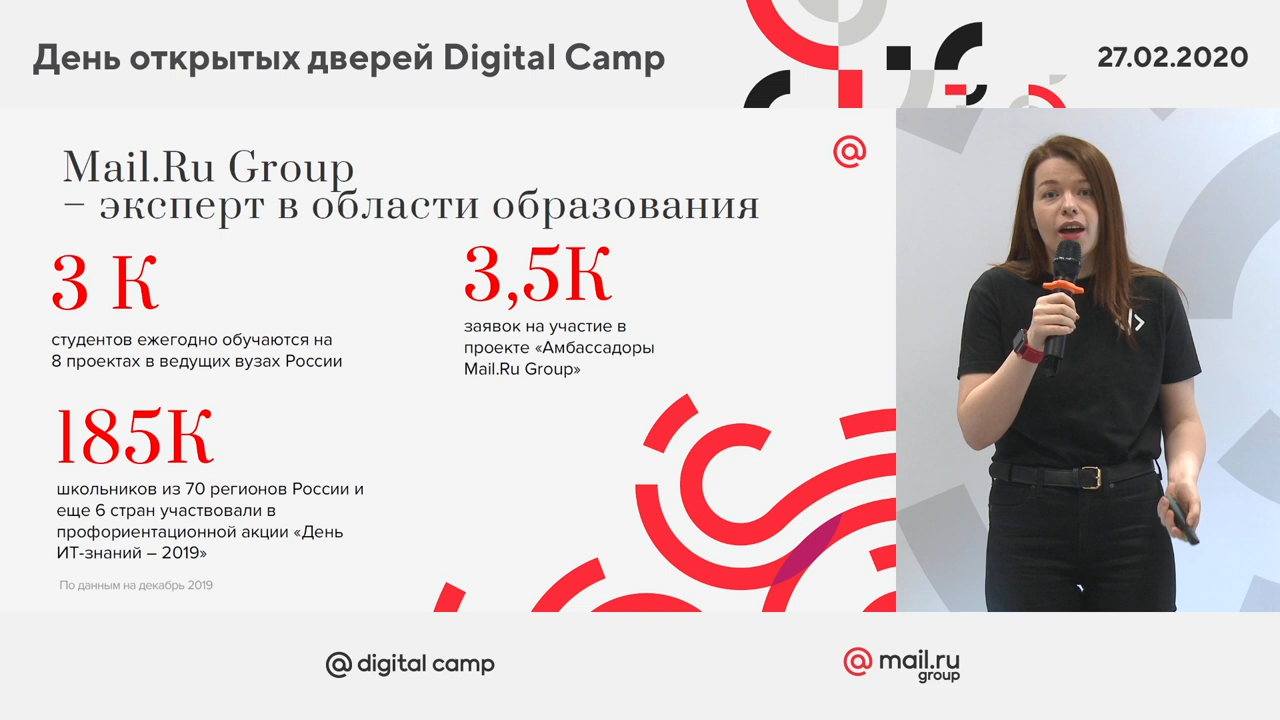 День открытых дверей Digital Camp
27.02.2020
Mail.Ru Group
– эксперт в области образования
3 K
студентов ежегодно обучаются на
8 проектах в ведущих вузах России
3,5K
заявок на участие в
проекте «Амбассадоры
Mail.Ru Group»
185K
школьников из 70 регионов России и
еще 6 стран участвовали в
профориентационной акции «День
ИТ-знаний – 2019»
По данным на декабрь 2019
@ digital camp
@ mail.ru
group